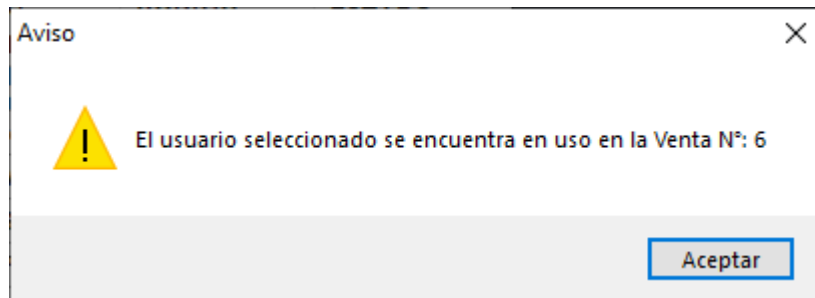 Aviso
El usuario seleccionado se encuentra en uso en la Venta N°: 6
Aceptar